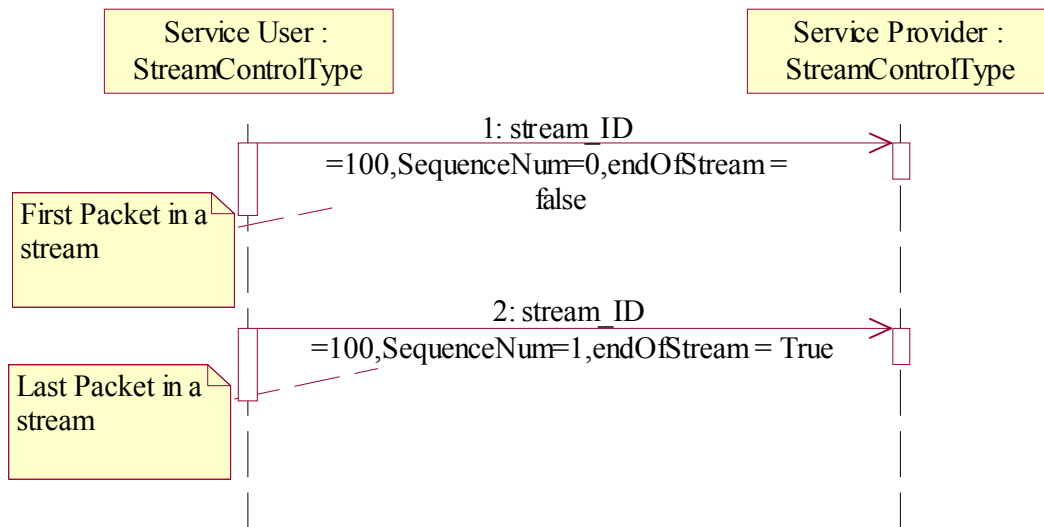 Service User :
StreamControlType
Service Provider :
StreamControlType
1: stream_ID
=100,SequenceNum=0,endOfStream =
false
First Packet in a
stream
2: stream_ID
=100,SequenceNum=1,endOfStream = True
Last Packet in a
stream